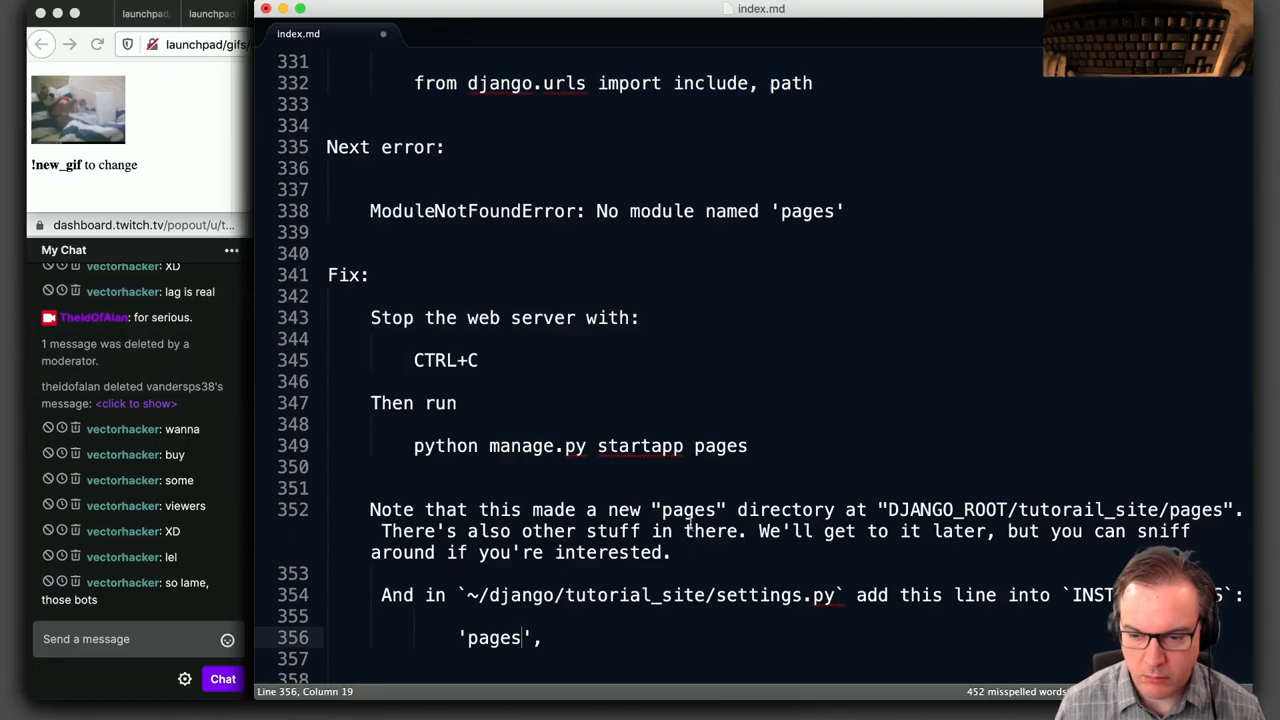 launchpad
launchpad
launchpad/gifs/
!new_gif to change
dashboard.twitch.tv/popout/u/t...
My Chat
vectorhacker: XD
vectorhacker: lag is real
TheIdOfAlan: for serious.
1 message was deleted by a
moderator.
theidofalan deleted vandersps38's
message: <click to show>
vectorhacker: wanna
vectorhacker: buy
vectorhacker: some
vectorhacker: viewers
vectorhacker: XD
vectorhacker: lel
vectorhacker: so lame,
those bots
Send a message
Chat
index.md
index.md
331
332 from django.urls import include, path
333
334
335 Next error:
336
337
338 ModuleNotFoundError: No module named 'pages'
339
340
341 Fix:
342
343 Stop the web server with:
344
345 CTRL+C
346
347 Then run
348
349 python manage.py startapp pages
350
351
352 Note that this made a new "pages" directory at "DJANGO_ROOT/tutorail_site/pages".
There's also other stuff in there. We'll get to it later, but you can sniff
around if you're interested.
353
354 And in `~/django/tutorial_site/settings.py` add this line into
355
356 'pages',
357
358
Line 356, Column 19
452 misspelled words